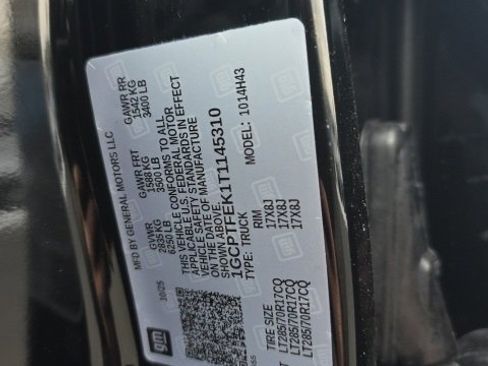 gm
10/25
MFD BY GENERAL MOTORS LLC
GVWR GAWR FRT GAWR RR
2835 KG 1588 KG 1542 KG
6250 LB 3500 LB 3400 LB
THIS VEHICLE CONFORMS TO ALL
APPLICABLE U.S. FEDERAL MOTOR
VEHICLE SAFETY STANDARDS IN EFFECT
ON THE DATE OF MANUFACTURE
SHOWN ABOVE.
1GCPTFEK1T1145310
TYPE: TRUCK 1014H43
TIRE SIZE RIM
LT285/70R17CQ 17X8J
LT285/70R17CQ 17X8J
LT285/70R17CQ 17X8J